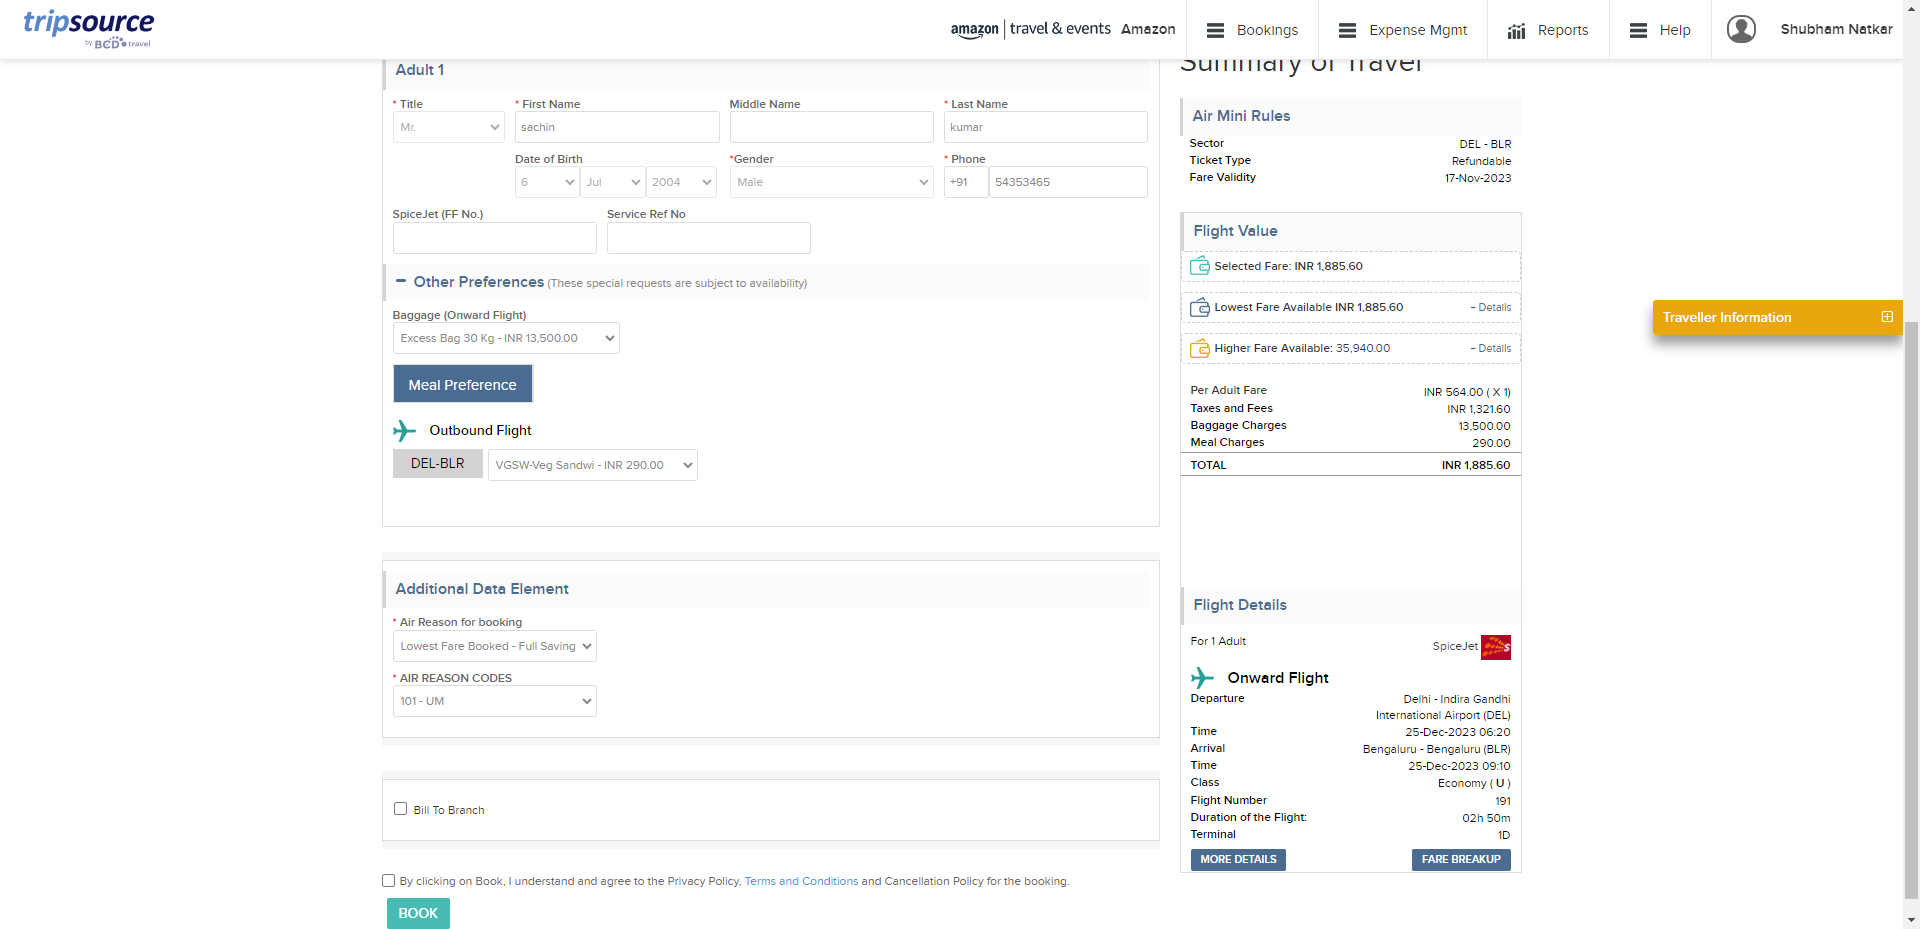 tripsource
by BCD travel
amazon | travel & events Amazon
Bookings
Expense Mgmt
Reports
Help
Shubham Natkar
Adult 1
* Title
* First Name
Middle Name
* Last Name
Mr.
sachin
kumar
Date of Birth
*Gender
* Phone
6
Jul
2004
Male
+91
54353465
SpiceJet (FF No.)
Service Ref No
Other Preferences (These special requests are subject to availability)
Baggage (Onward Flight)
Excess Bag 30 Kg - INR 13,500.00
Meal Preference
Outbound Flight
DEL-BLR
VGSW-Veg Sandwi - INR 290.00
Additional Data Element
* Air Reason for booking
Lowest Fare Booked - Full Saving
* AIR REASON CODES
101 - UM
Bill To Branch
By clicking on Book, I understand and agree to the Privacy Policy, Terms and Conditions and Cancellation Policy for the booking.
BOOK
Summary of Travel
Air Mini Rules
Sector DEL - BLR
Ticket Type Refundable
Fare Validity 17-Nov-2023
Flight Value
Selected Fare: INR 1,885.60
Lowest Fare Available INR 1,885.60 + Details
Higher Fare Available: 35,940.00 + Details
Per Adult Fare INR 564.00 ( X 1)
Taxes and Fees INR 1,321.60
Baggage Charges 13,500.00
Meal Charges 290.00
TOTAL INR 1,885.60
Flight Details
For 1 Adult SpiceJet
Onward Flight
Departure Delhi - Indira Gandhi
International Airport (DEL)
Time 25-Dec-2023 06:20
Arrival Bengaluru - Bengaluru (BLR)
Time 25-Dec-2023 09:10
Class Economy ( U )
Flight Number 191
Duration of the Flight: 02h 50m
Terminal 1D
MORE DETAILS
FARE BREAKUP
Traveller Information